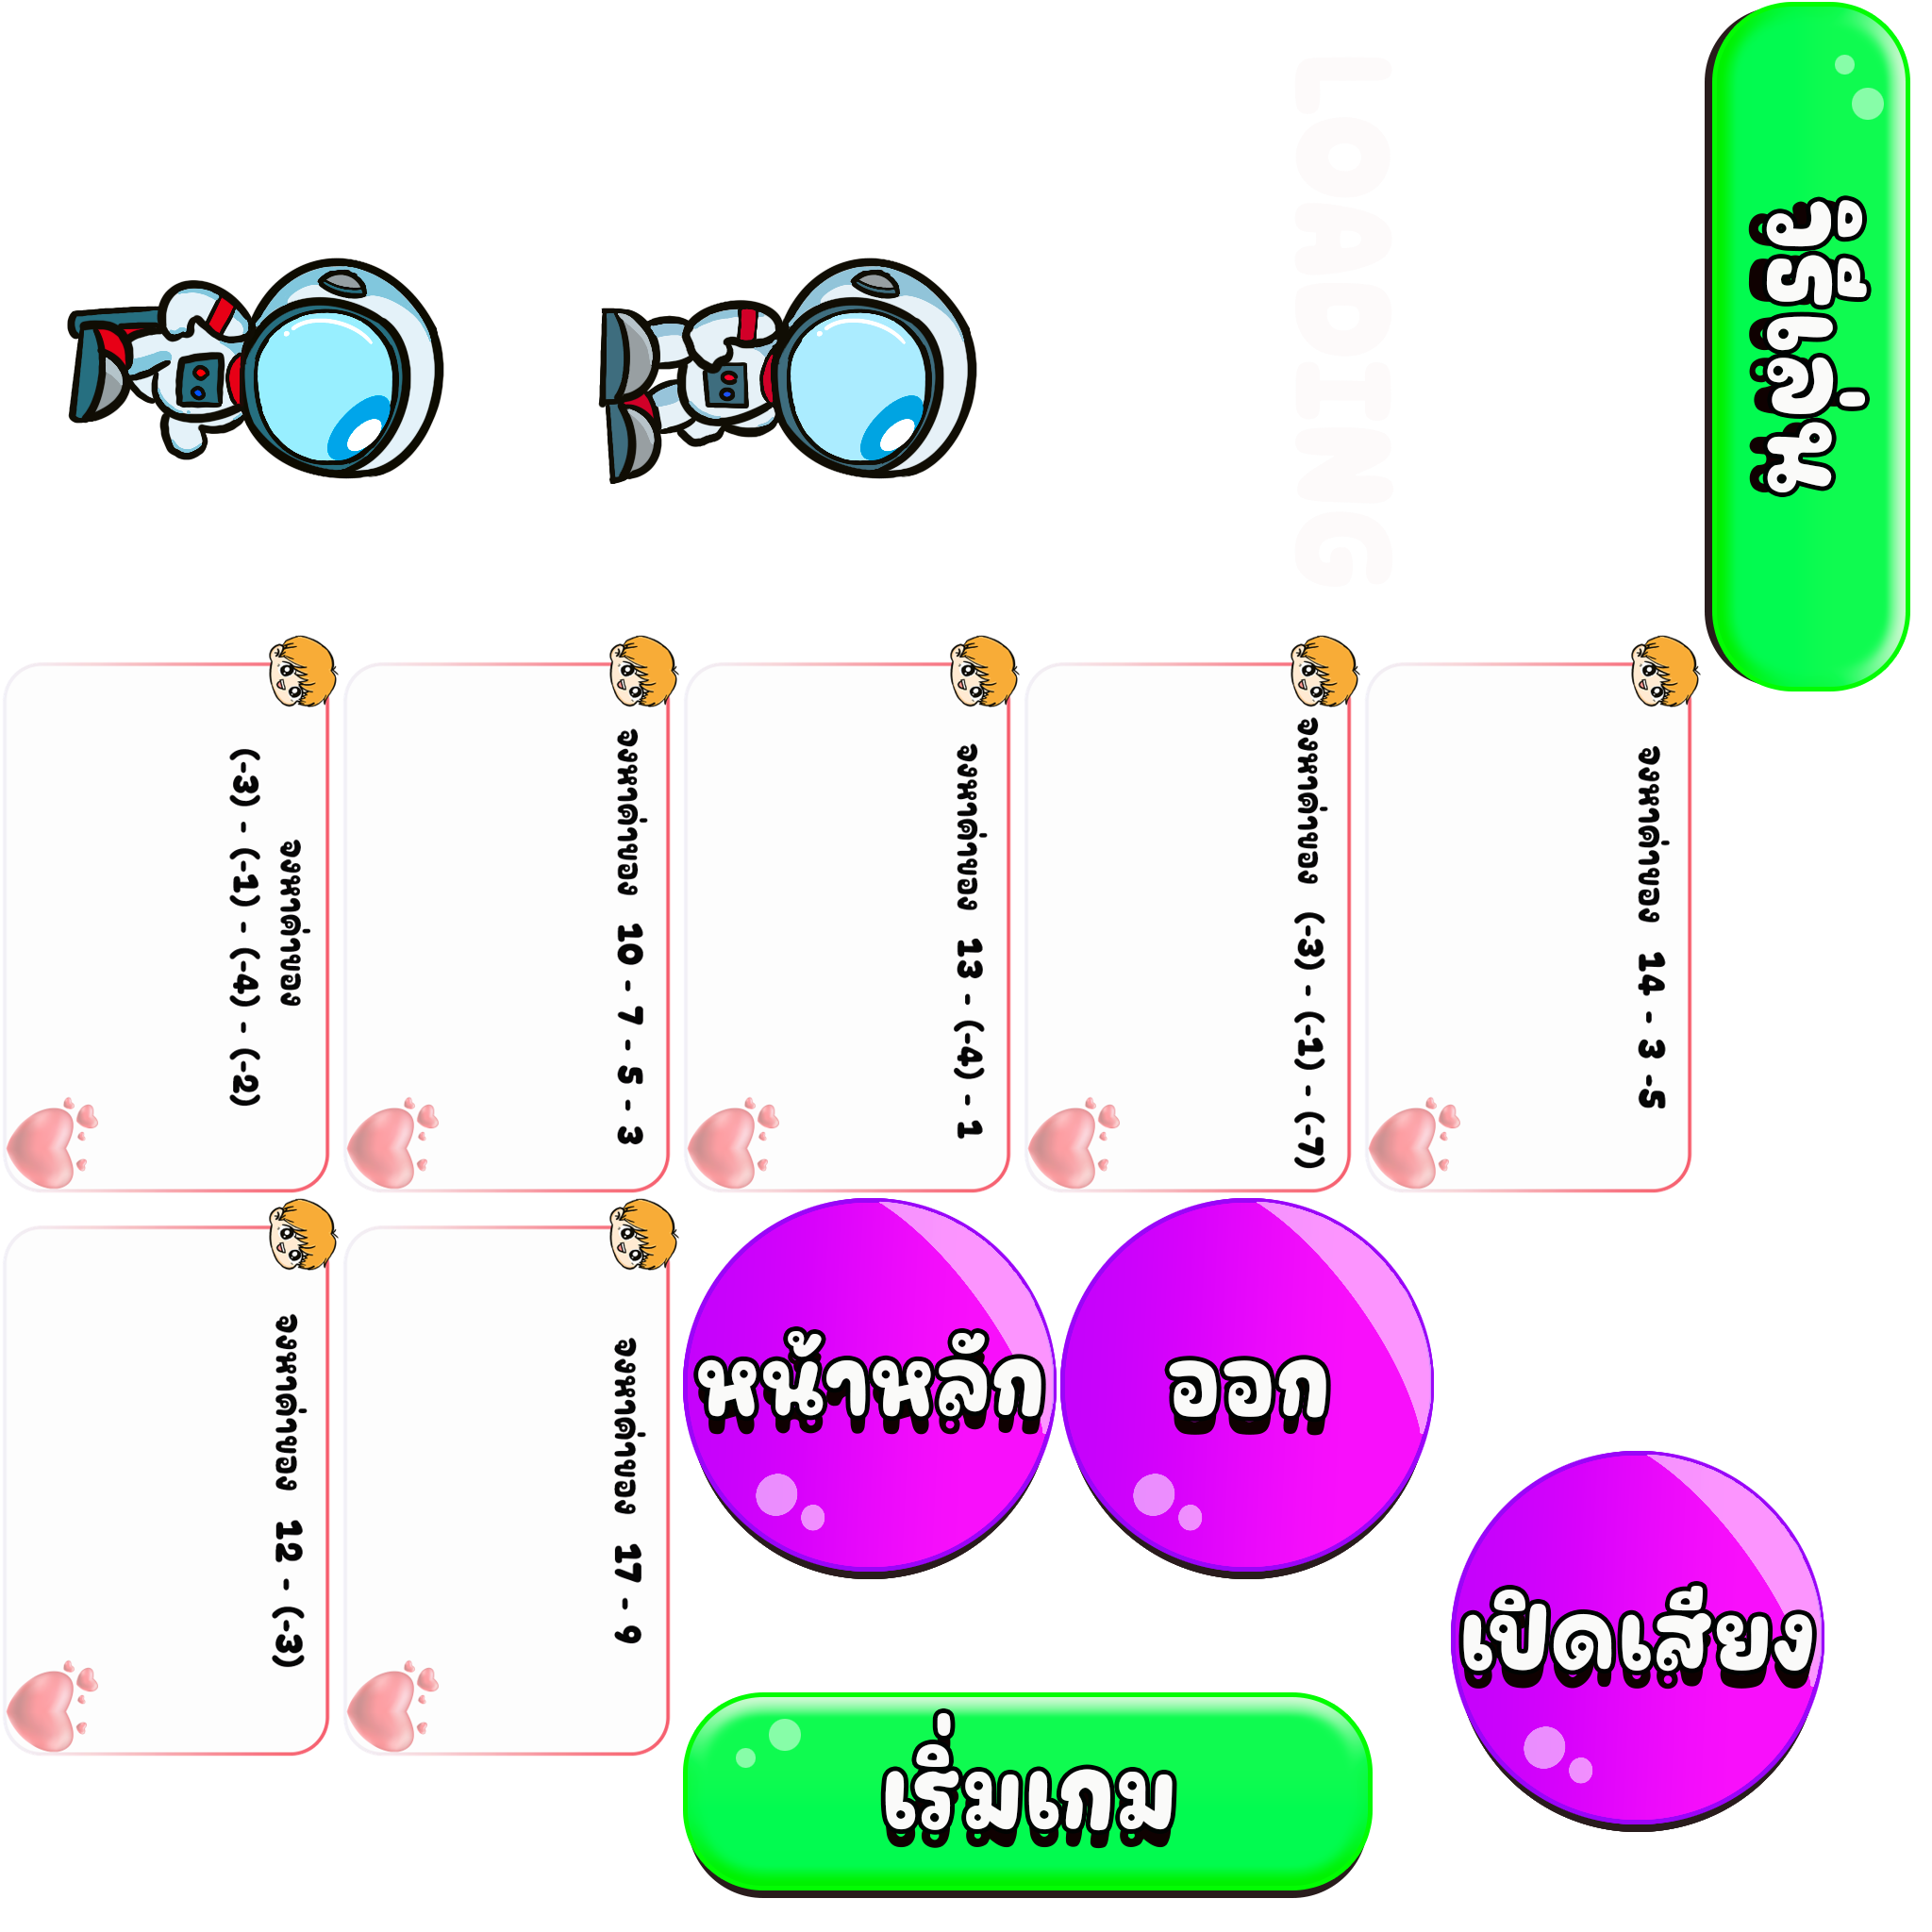 LOADING
วิธีเล่น
จงหาค่าของ
(-3) - (-1) - (-4) - (-2)
จงหาค่าของ 10 - 7 - 5 - 3
จงหาค่าของ 13 - (-4) - 1
จงหาค่าของ (-3) - (-1) - (-7)
จงหาค่าของ 14 - 3 -5
จงหาค่าของ 12 - (-3)
จงหาค่าของ 17 - 9
หน้าหลัก
ออก
เปิดเสียง
เริ่มเกม